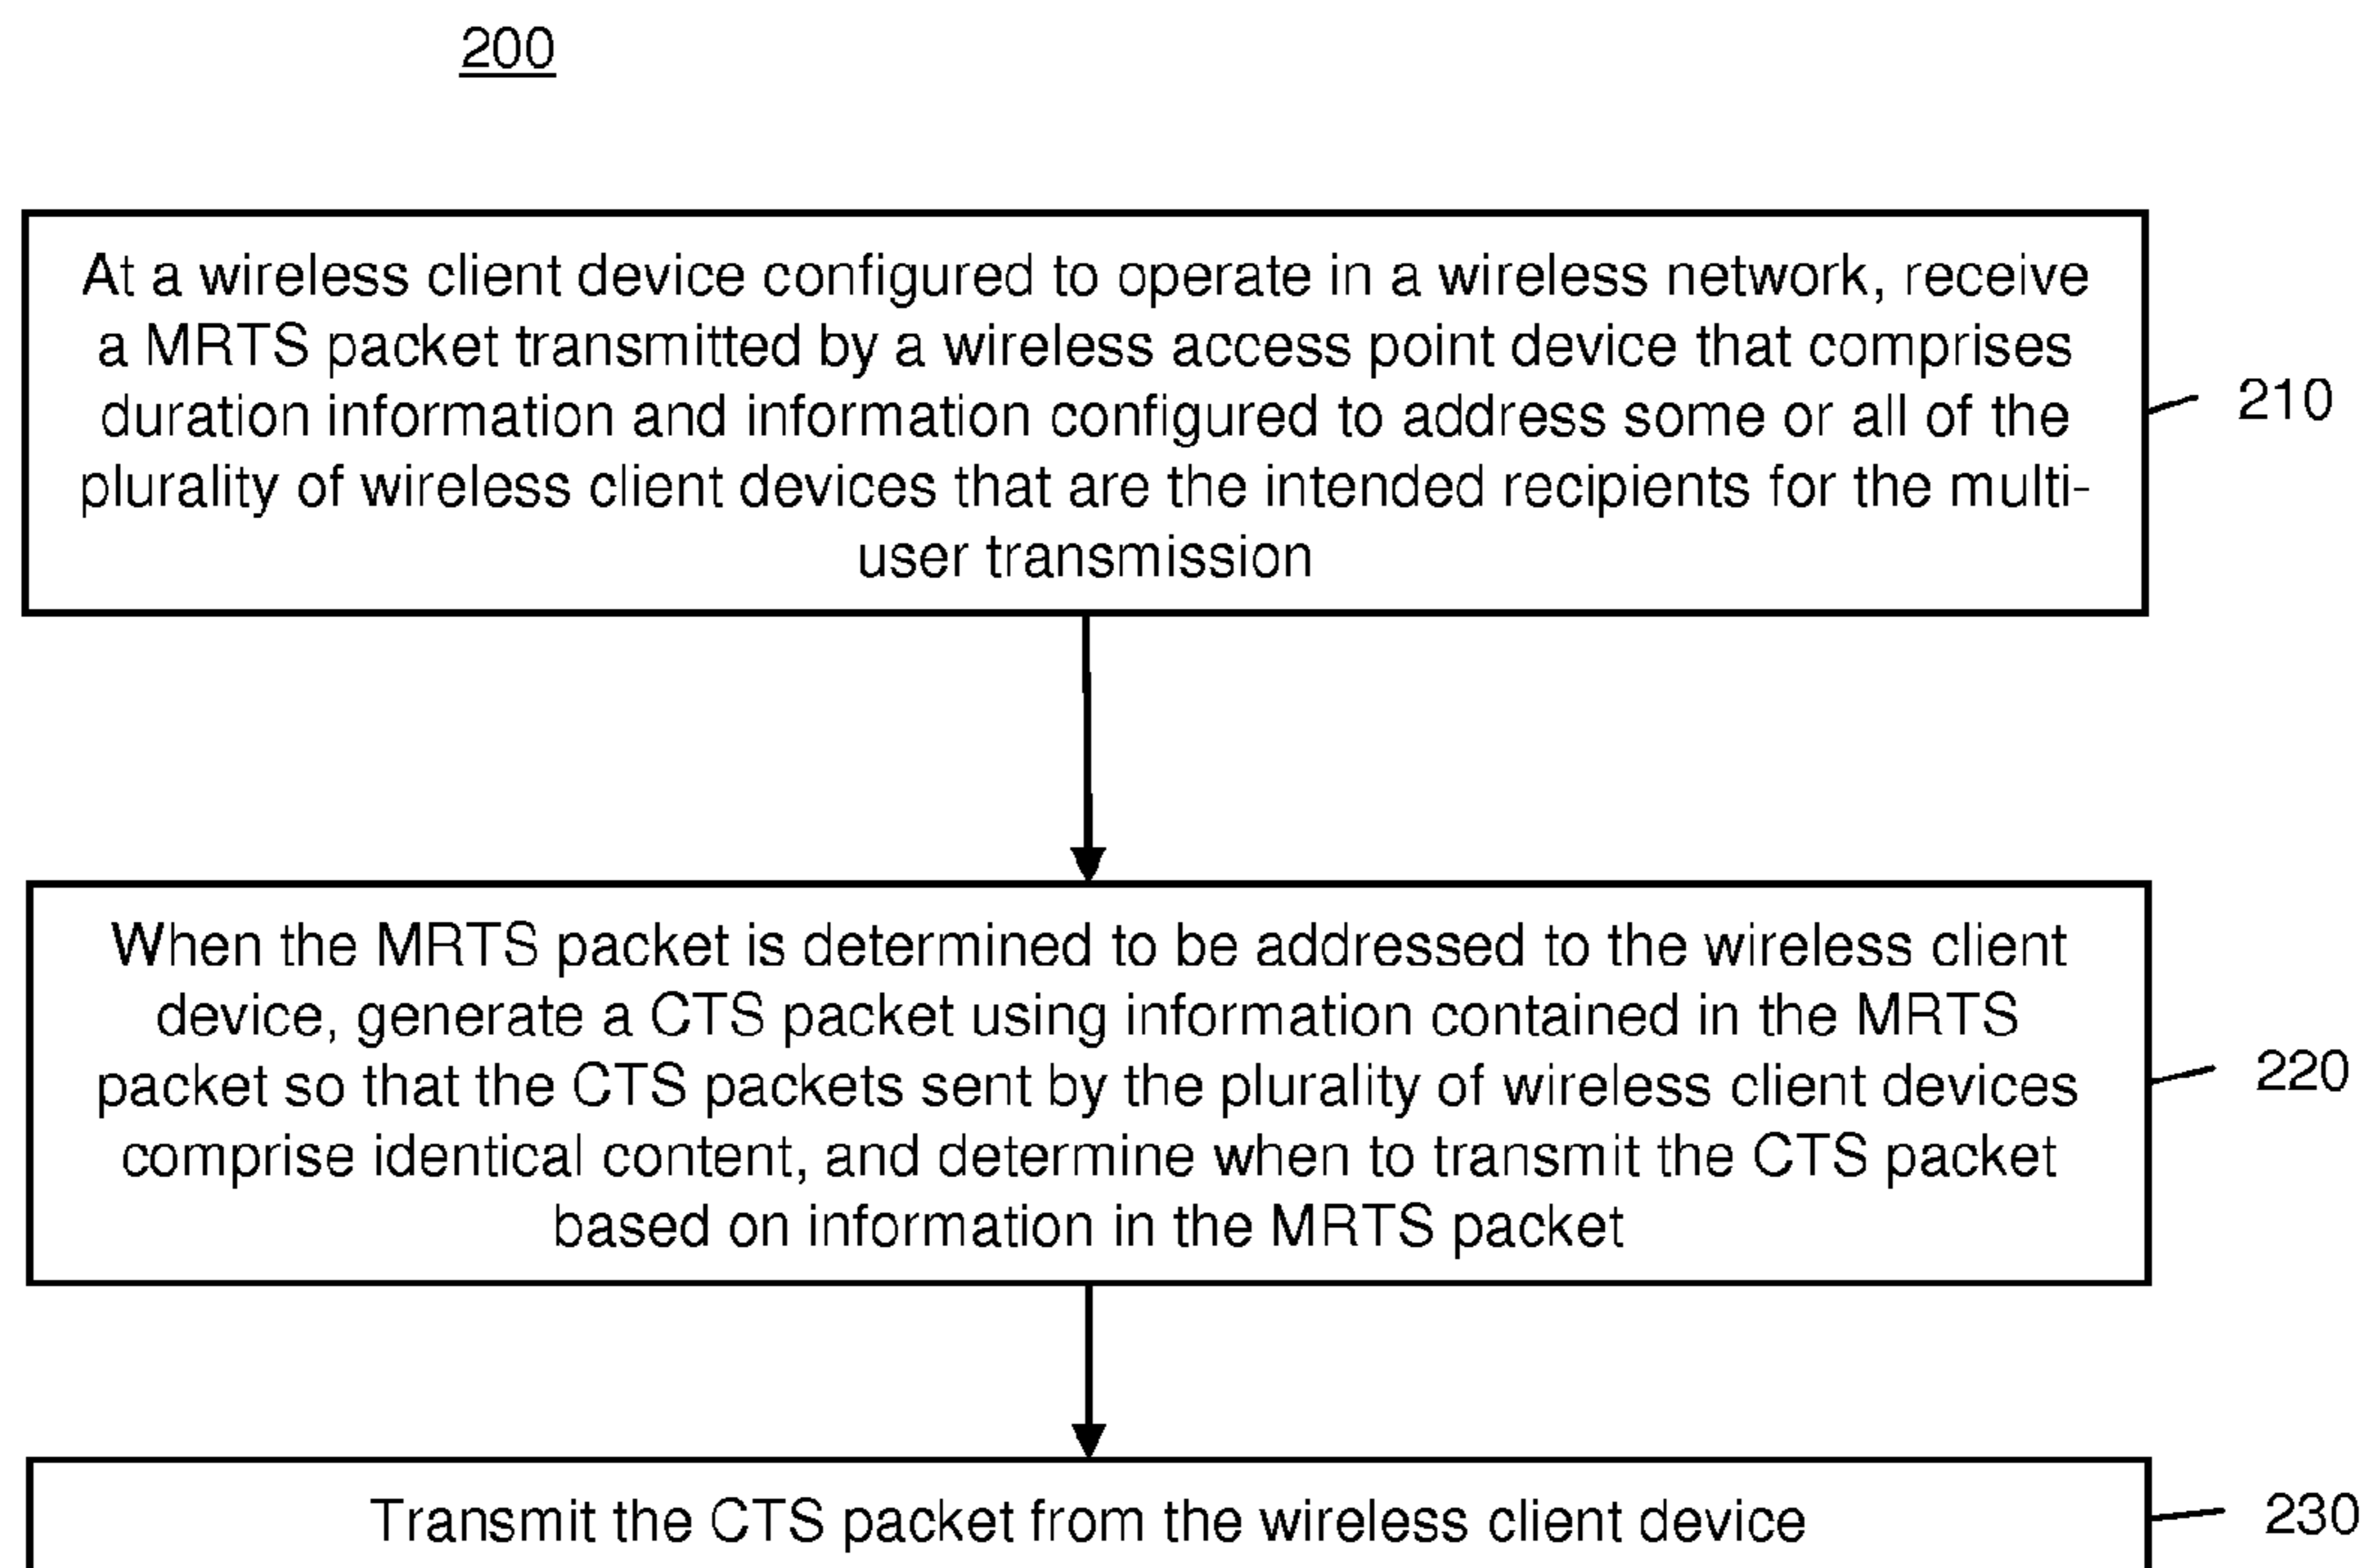 200
At a wireless client device configured to operate in a wireless network, receive
a MRTS packet transmitted by a wireless access point device that comprises
duration information and information configured to address some or all of the
plurality of wireless client devices that are the intended recipients for the multi-
user transmission
210
When the MRTS packet is determined to be addressed to the wireless client
device, generate a CTS packet using information contained in the MRTS
packet so that the CTS packets sent by the plurality of wireless client devices
comprise identical content, and determine when to transmit the CTS packet
based on information in the MRTS packet
220
Transmit the CTS packet from the wireless client device
230